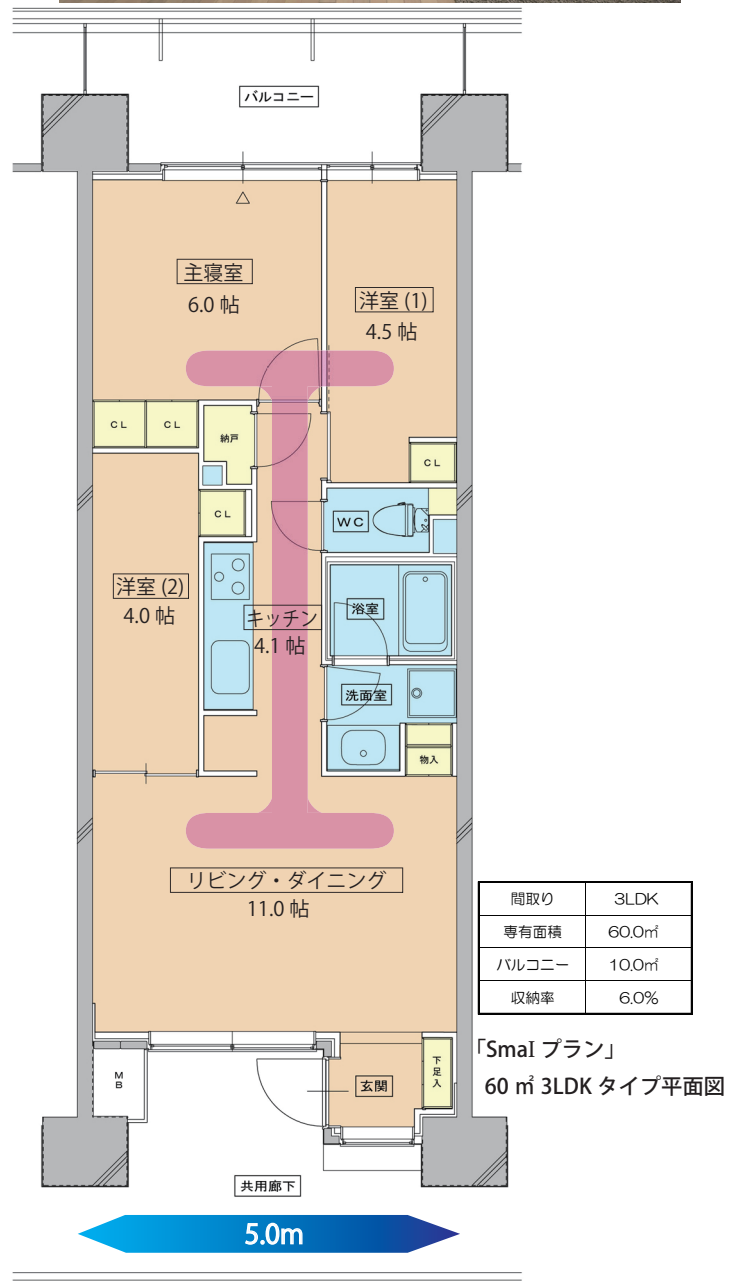 バルコニー
主寝室
6.0 帖
洋室 (1)
4.5 帖
CL
CL
納戸
CL
CL
WC
洋室 (2)
4.0 帖
キッチン
4.1 帖
浴室
洗面室
物入
リビング・ダイニング
11.0 帖
間取り 3LDK
専有面積 60.0㎡
バルコニー 10.0㎡
収納率 6.0%
「SmaI プラン」
60 ㎡ 3LDK タイプ平面図
MB
玄関
下足入
共用廊下
5.0m